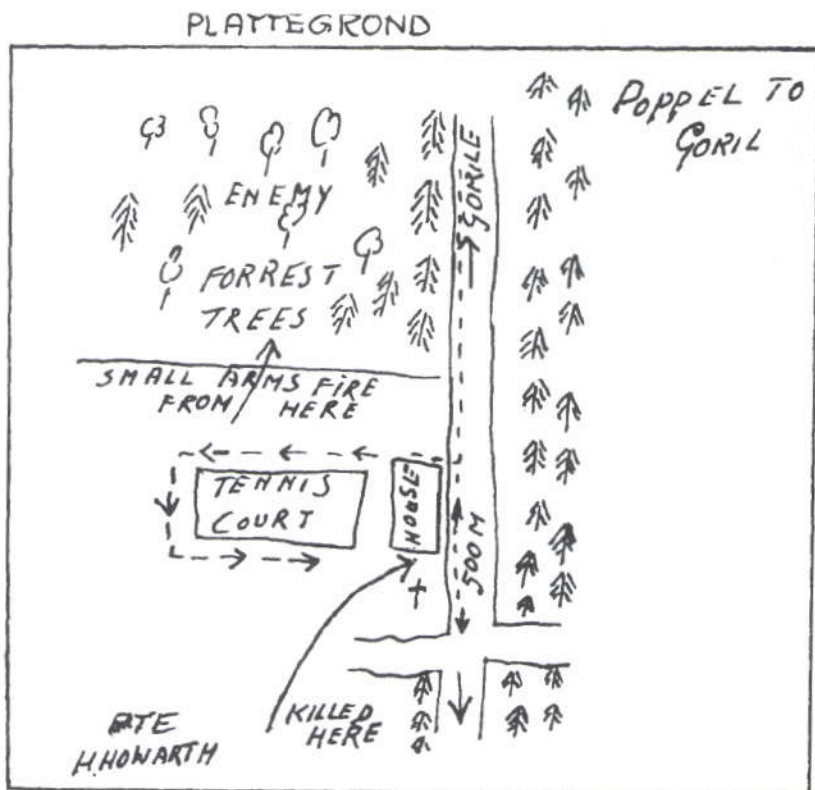 PLATTEGROND
POPPEL TO
GORIL
GORILE
ENEMY
FORREST
TREES
SMALL ARMS FIRE
FROM HERE
TENNIS
COURT
HOUSE
500 M
PTE
H.HOWARTH
KILLED
HERE